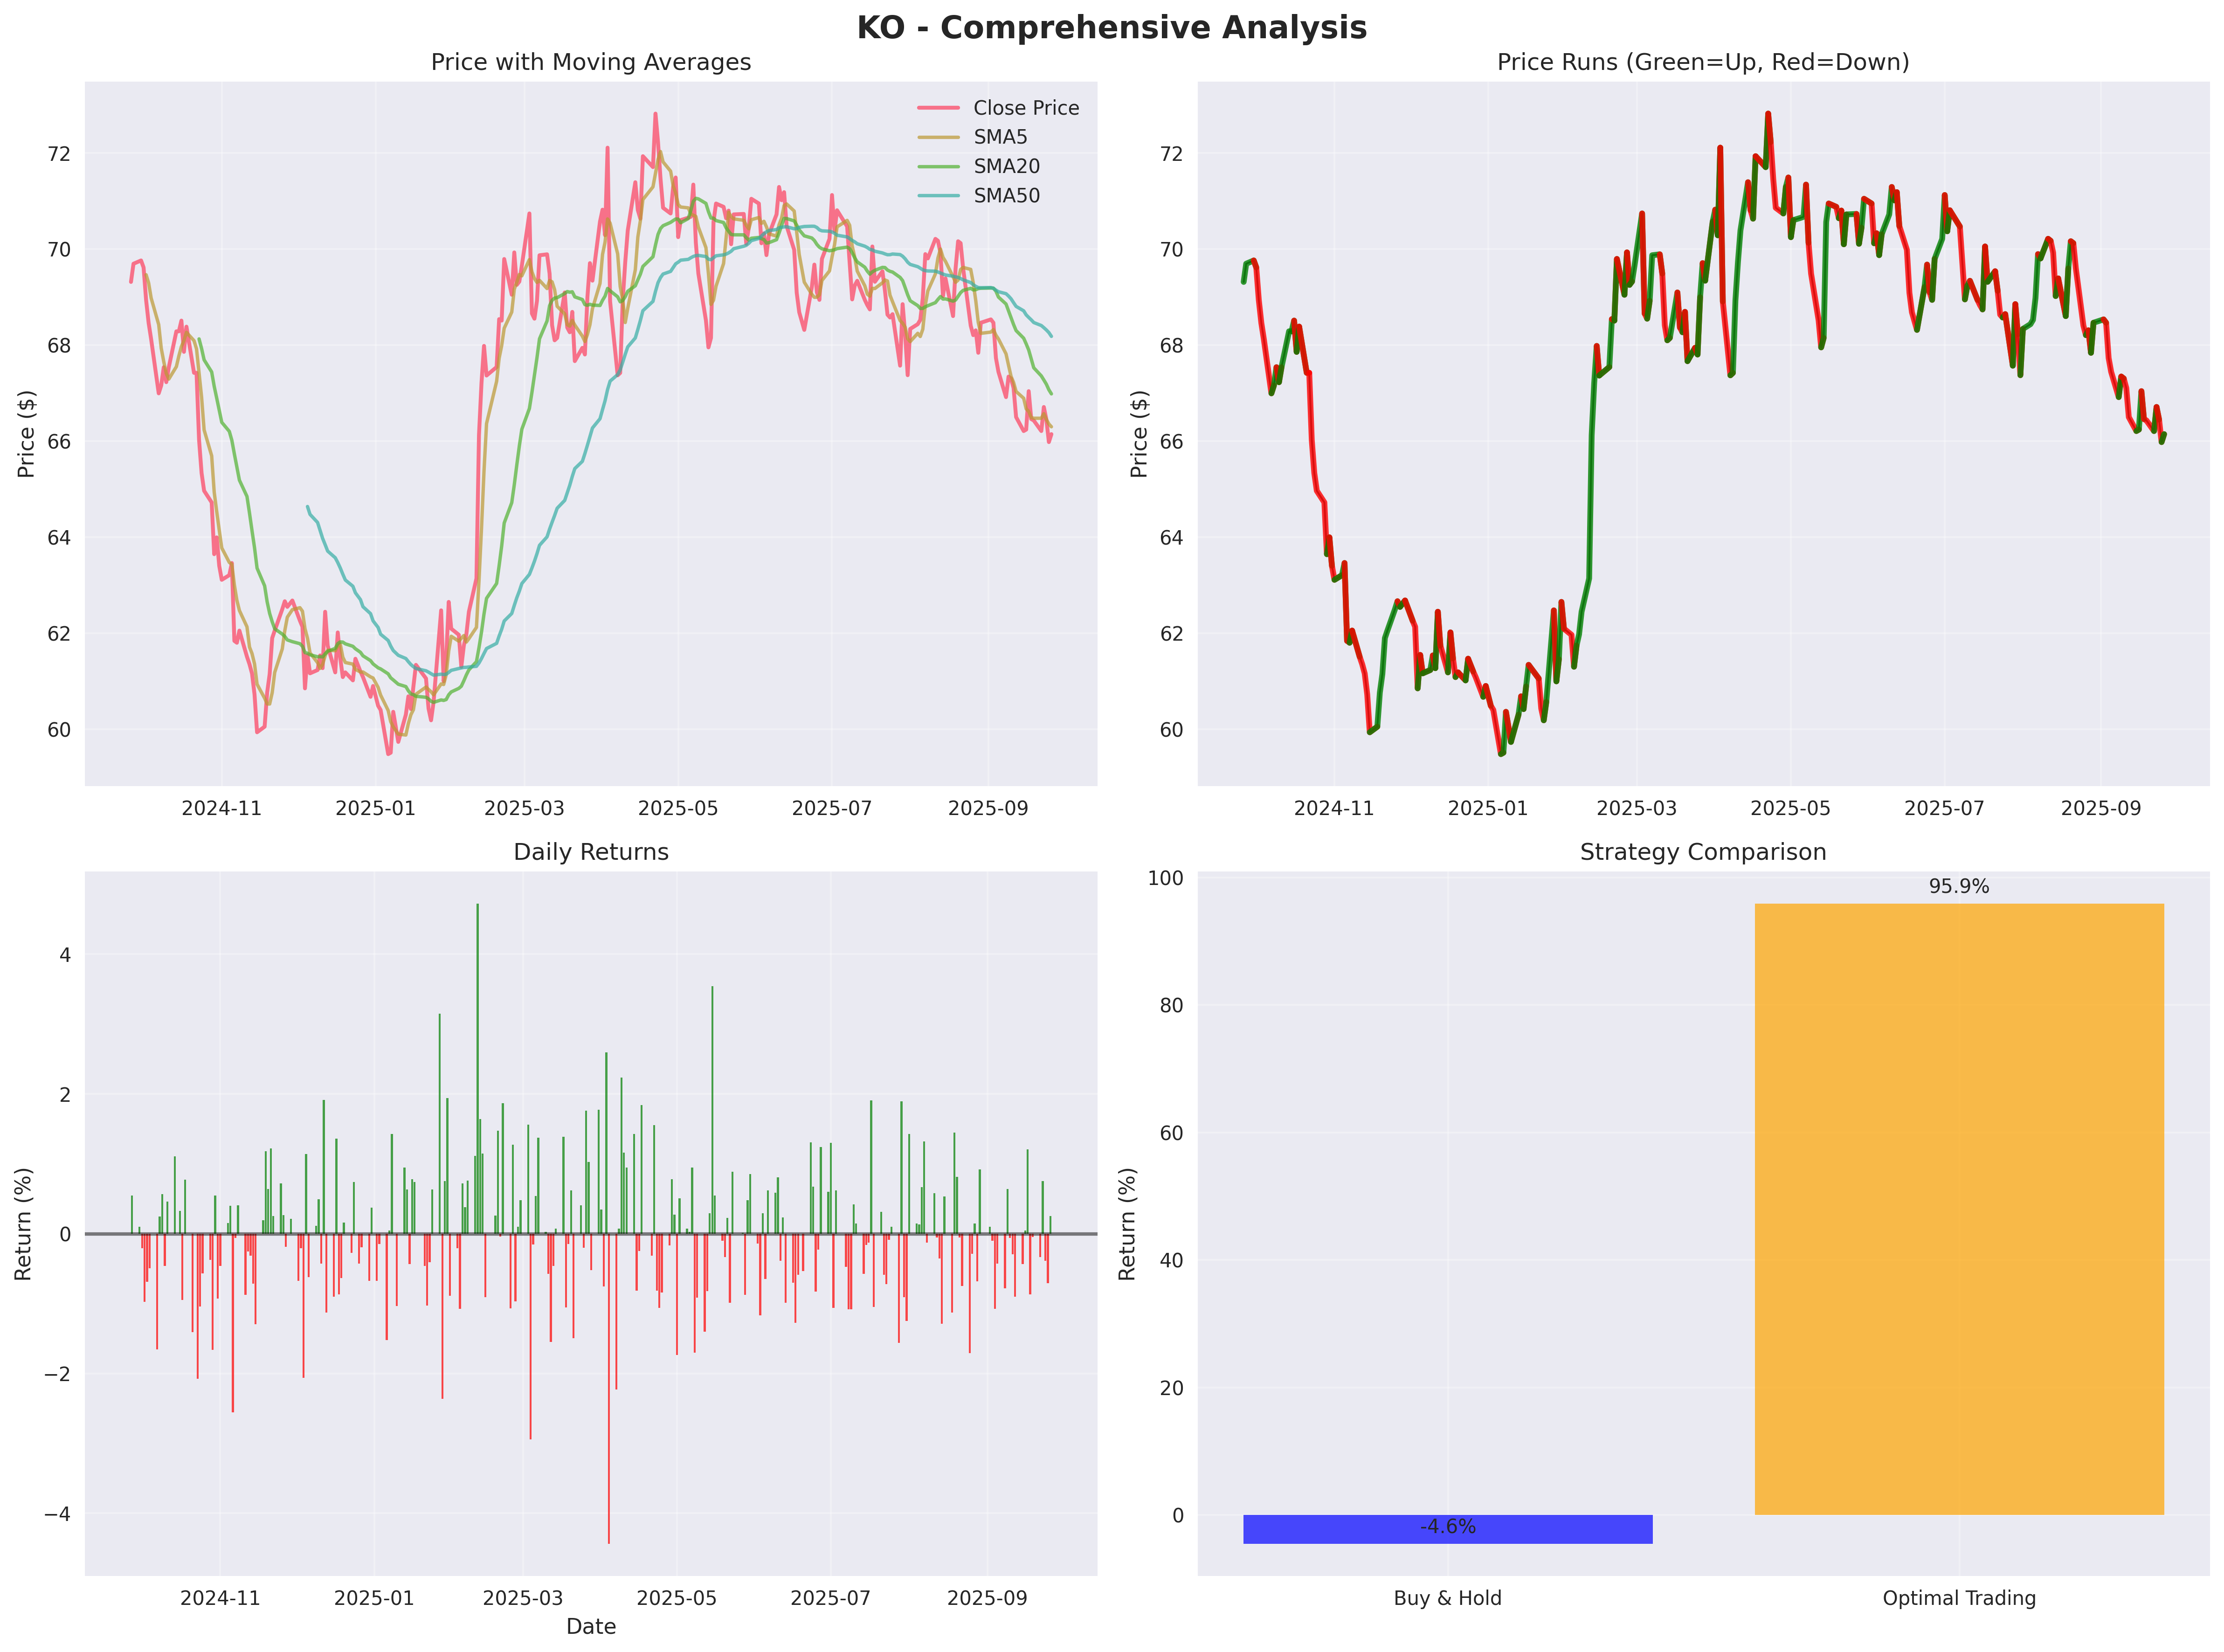 KO - Comprehensive Analysis
Price with Moving Averages
Close Price
SMA5
SMA20
SMA50
Price ($)
72
70
68
66
64
62
60
2024-11 2025-01 2025-03 2025-05 2025-07 2025-09
Price Runs (Green=Up, Red=Down)
Price ($)
72
70
68
66
64
62
60
2024-11 2025-01 2025-03 2025-05 2025-07 2025-09
Daily Returns
Return (%)
4
2
0
−2
−4
2024-11 2025-01 2025-03 2025-05 2025-07 2025-09
Date
Strategy Comparison
Return (%)
100
80
60
40
20
0
95.9%
-4.6%
Buy & Hold Optimal Trading